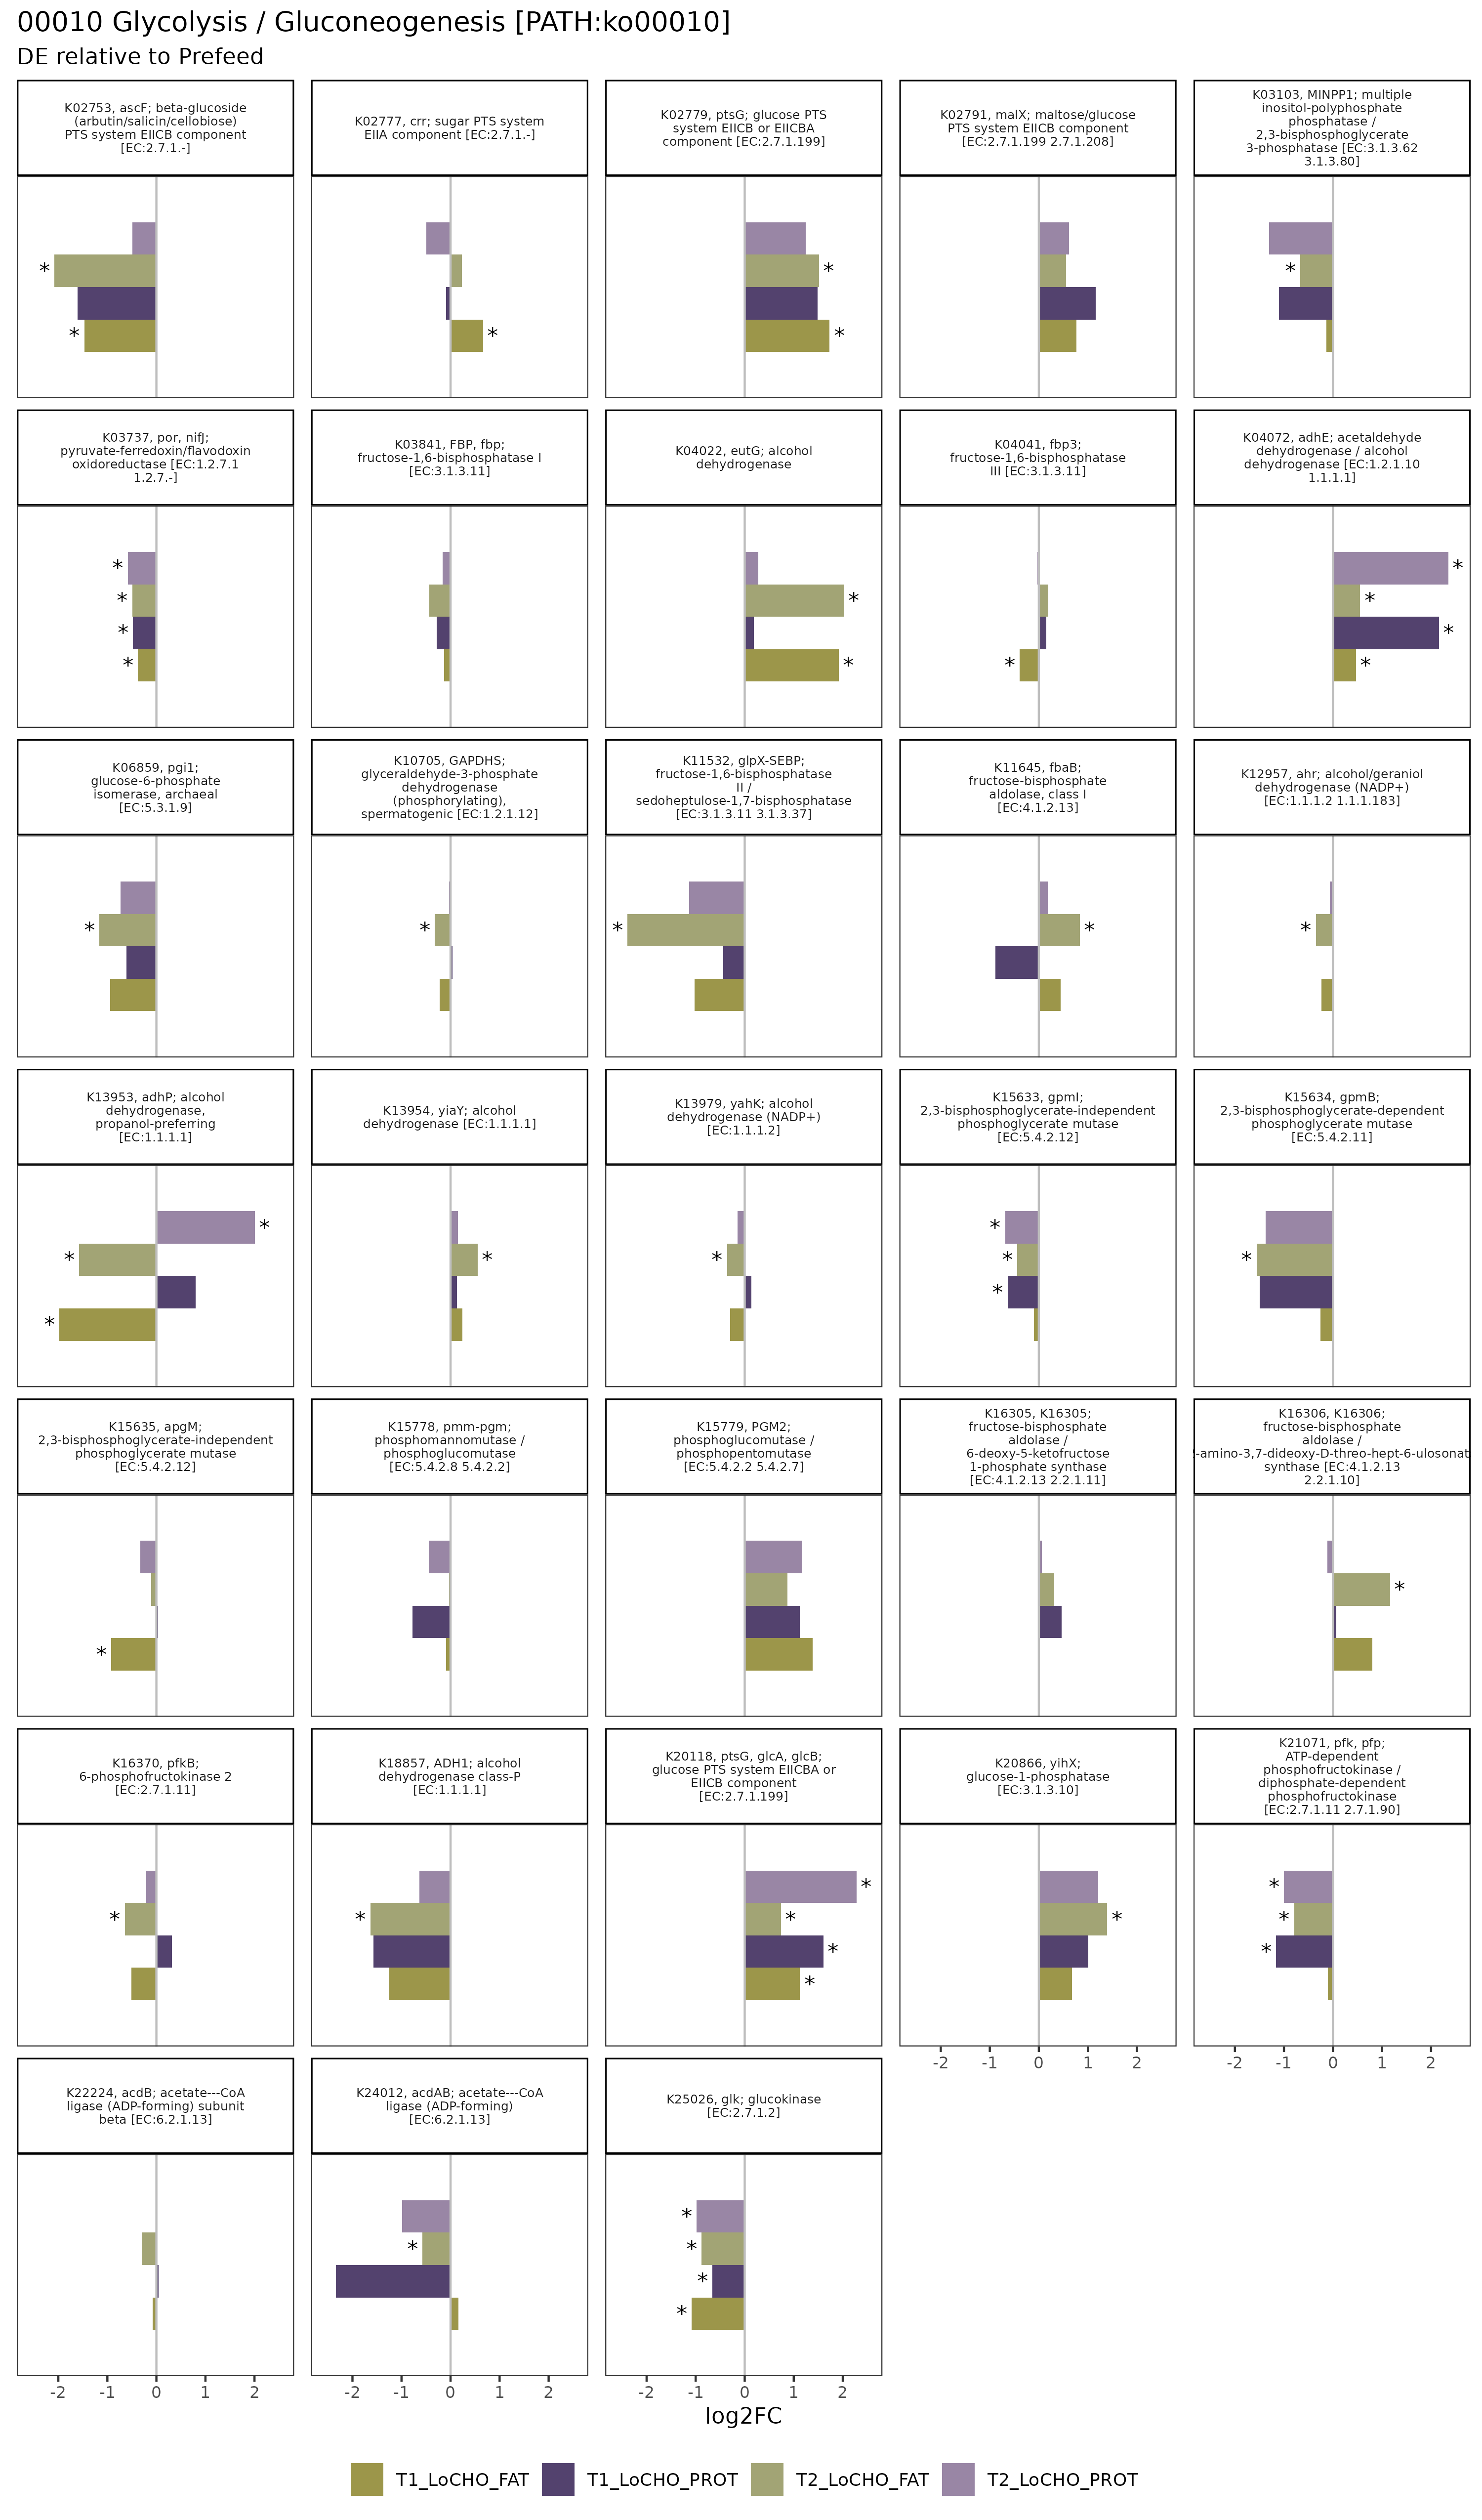 00010 Glycolysis / Gluconeogenesis [PATH:ko00010]
DE relative to Prefeed
K02753, ascF; beta-glucoside
(arbutin/salicin/cellobiose)
PTS system EIICB component
[EC:2.7.1.-]
K02777, crr; sugar PTS system
EIIA component [EC:2.7.1.-]
K02779, ptsG; glucose PTS
system EIICB or EIICBA
component [EC:2.7.1.199]
K02791, malX; maltose/glucose
PTS system EIICB component
[EC:2.7.1.199 2.7.1.208]
K03103, MINPP1; multiple
inositol-polyphosphate
phosphatase /
2,3-bisphosphoglycerate
3-phosphatase [EC:3.1.3.62
3.1.3.80]
*
*
*
*
*
*
K03737, por, nifJ;
pyruvate-ferredoxin/flavodoxin
oxidoreductase [EC:1.2.7.1
1.2.7.-]
K03841, FBP, fbp;
fructose-1,6-bisphosphatase I
[EC:3.1.3.11]
K04022, eutG; alcohol
dehydrogenase
K04041, fbp3;
fructose-1,6-bisphosphatase
III [EC:3.1.3.11]
K04072, adhE; acetaldehyde
dehydrogenase / alcohol
dehydrogenase [EC:1.2.1.10
1.1.1.1]
*
*
*
*
*
*
*
*
*
*
*
K06859, pgi1;
glucose-6-phosphate
isomerase, archaeal
[EC:5.3.1.9]
K10705, GAPDHS;
glyceraldehyde-3-phosphate
dehydrogenase
(phosphorylating),
spermatogenic [EC:1.2.1.12]
K11532, glpX-SEBP;
fructose-1,6-bisphosphatase
II /
sedoheptulose-1,7-bisphosphatase
[EC:3.1.3.11 3.1.3.37]
K11645, fbaB;
fructose-bisphosphate
aldolase, class I
[EC:4.1.2.13]
K12957, ahr; alcohol/geraniol
dehydrogenase (NADP+)
[EC:1.1.1.2 1.1.1.183]
*
*
*
*
*
K13953, adhP; alcohol
dehydrogenase,
propanol-preferring
[EC:1.1.1.1]
K13954, yiaY; alcohol
dehydrogenase [EC:1.1.1.1]
K13979, yahK; alcohol
dehydrogenase (NADP+)
[EC:1.1.1.2]
K15633, gpmI;
2,3-bisphosphoglycerate-independent
phosphoglycerate mutase
[EC:5.4.2.12]
K15634, gpmB;
2,3-bisphosphoglycerate-dependent
phosphoglycerate mutase
[EC:5.4.2.11]
*
*
*
*
*
*
*
*
*
K15635, apgM;
2,3-bisphosphoglycerate-independent
phosphoglycerate mutase
[EC:5.4.2.12]
K15778, pmm-pgm;
phosphomannomutase /
phosphoglucomutase
[EC:5.4.2.8 5.4.2.2]
K15779, PGM2;
phosphoglucomutase /
phosphopentomutase
[EC:5.4.2.2 5.4.2.7]
K16305, K16305;
fructose-bisphosphate
aldolase /
6-deoxy-5-ketofructose
1-phosphate synthase
[EC:4.1.2.13 2.2.1.11]
K16306, K16306;
fructose-bisphosphate
aldolase /
-amino-3,7-dideoxy-D-threo-hept-6-ulosonat
synthase [EC:4.1.2.13
2.2.1.10]
*
*
K16370, pfkB;
6-phosphofructokinase 2
[EC:2.7.1.11]
K18857, ADH1; alcohol
dehydrogenase class-P
[EC:1.1.1.1]
K20118, ptsG, glcA, glcB;
glucose PTS system EIICBA or
EIICB component
[EC:2.7.1.199]
K20866, yihX;
glucose-1-phosphatase
[EC:3.1.3.10]
K21071, pfk, pfp;
ATP-dependent
phosphofructokinase /
diphosphate-dependent
phosphofructokinase
[EC:2.7.1.11 2.7.1.90]
*
*
*
*
*
*
*
*
*
*
-2 -1 0 1 2
-2 -1 0 1 2
K22224, acdB; acetate---CoA
ligase (ADP-forming) subunit
beta [EC:6.2.1.13]
K24012, acdAB; acetate---CoA
ligase (ADP-forming)
[EC:6.2.1.13]
K25026, glk; glucokinase
[EC:2.7.1.2]
*
*
*
*
*
-2 -1 0 1 2
-2 -1 0 1 2
-2 -1 0 1 2
log2FC
T1_LoCHO_FAT T1_LoCHO_PROT T2_LoCHO_FAT T2_LoCHO_PROT